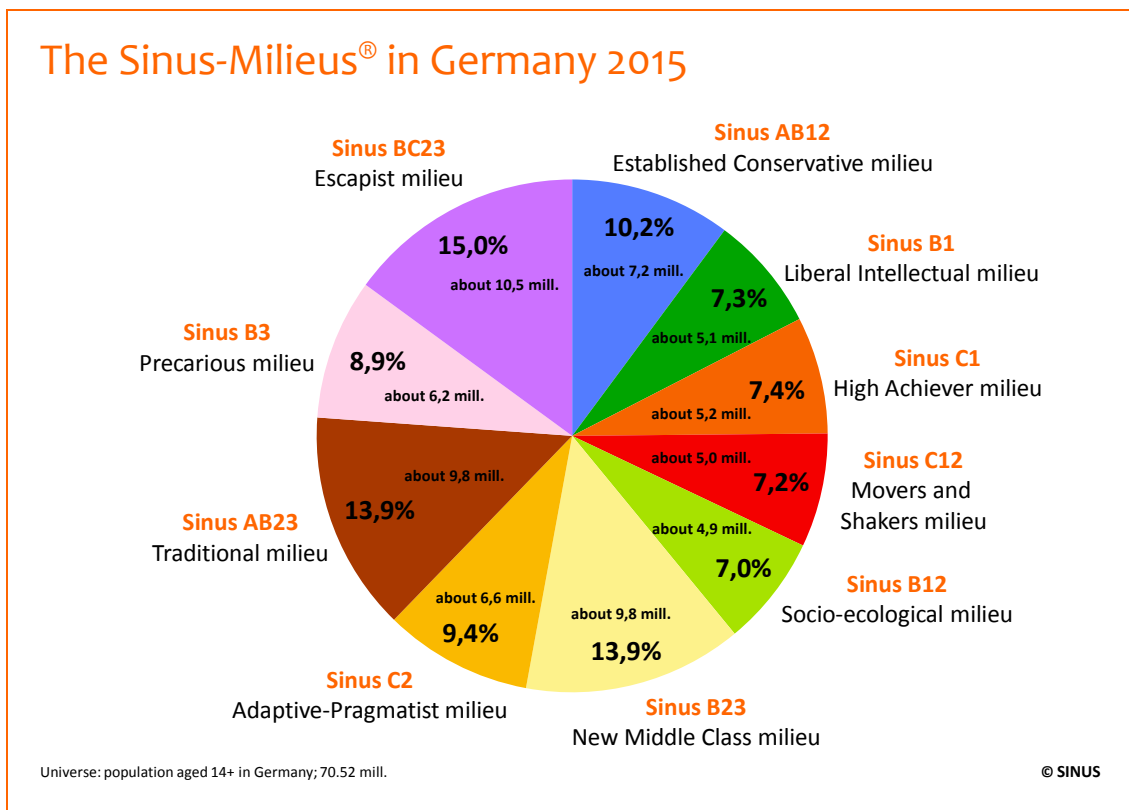 The Sinus-Milieus® in Germany 2015
Sinus AB12
Established Conservative milieu
10,2%
about 7,2 mill.
Sinus B1
Liberal Intellectual milieu
7,3%
about 5,1 mill.
Sinus C1
High Achiever milieu
7,4%
about 5,2 mill.
Sinus C12
Movers and
Shakers milieu
about 5,0 mill.
7,2%
Sinus B12
Socio-ecological milieu
about 4,9 mill.
7,0%
Sinus B23
New Middle Class milieu
about 9,8 mill.
13,9%
Sinus C2
Adaptive-Pragmatist milieu
about 6,6 mill.
9,4%
Sinus AB23
Traditional milieu
about 9,8 mill.
13,9%
Sinus B3
Precarious milieu
8,9%
about 6,2 mill.
Sinus BC23
Escapist milieu
15,0%
about 10,5 mill.
Universe: population aged 14+ in Germany; 70.52 mill.
© SINUS